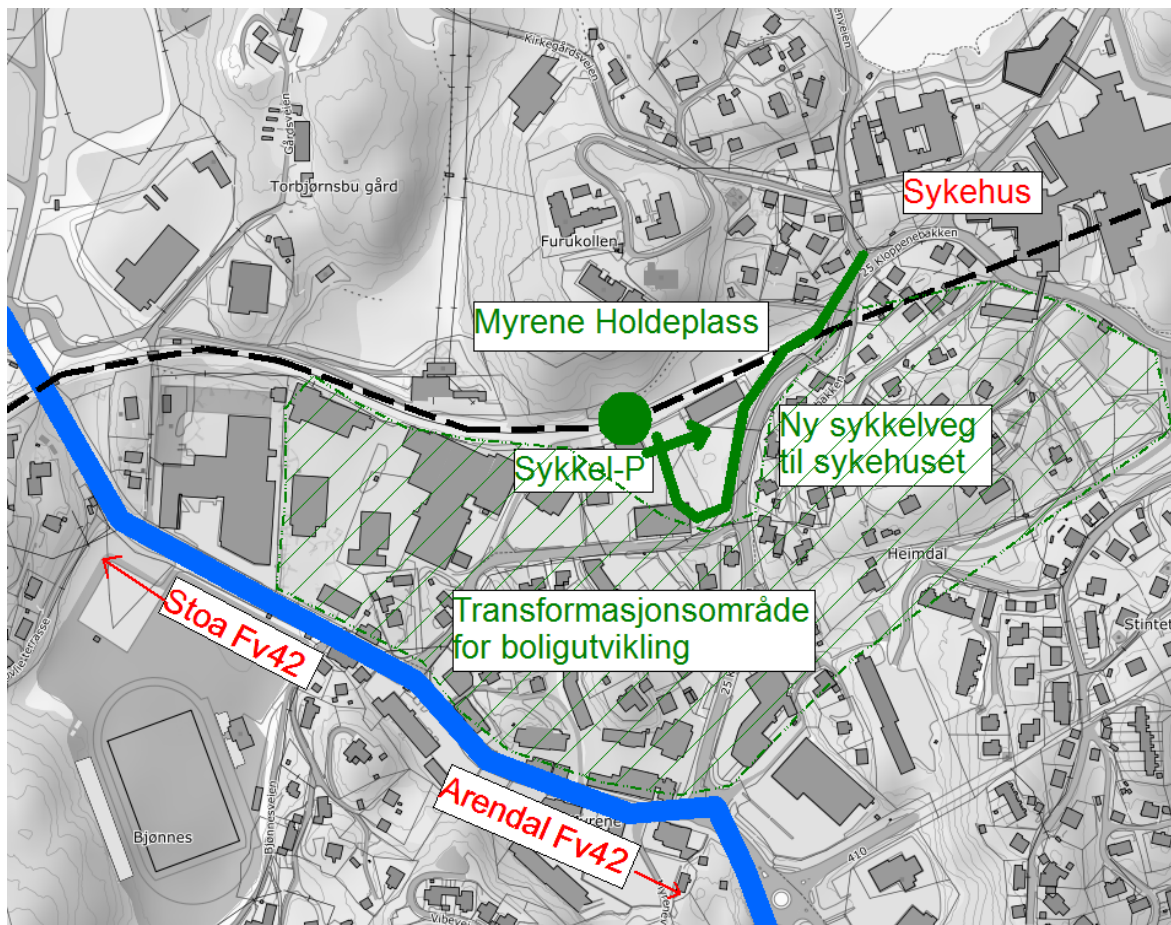 Kirkegårdsveien
Gårdsveien
Torbjørnsbu gård
Furukollen
Sykehus
25 Kloppenebakken
Myrene Holdeplass
Ny sykkelveg
til sykehuset
Sykkel-P
Heimdal
Stintet
Transformasjonsområde
for boligutvikling
Stoa Fv42
Arendal Fv42
Bjønnes
Bjønnesveien
410